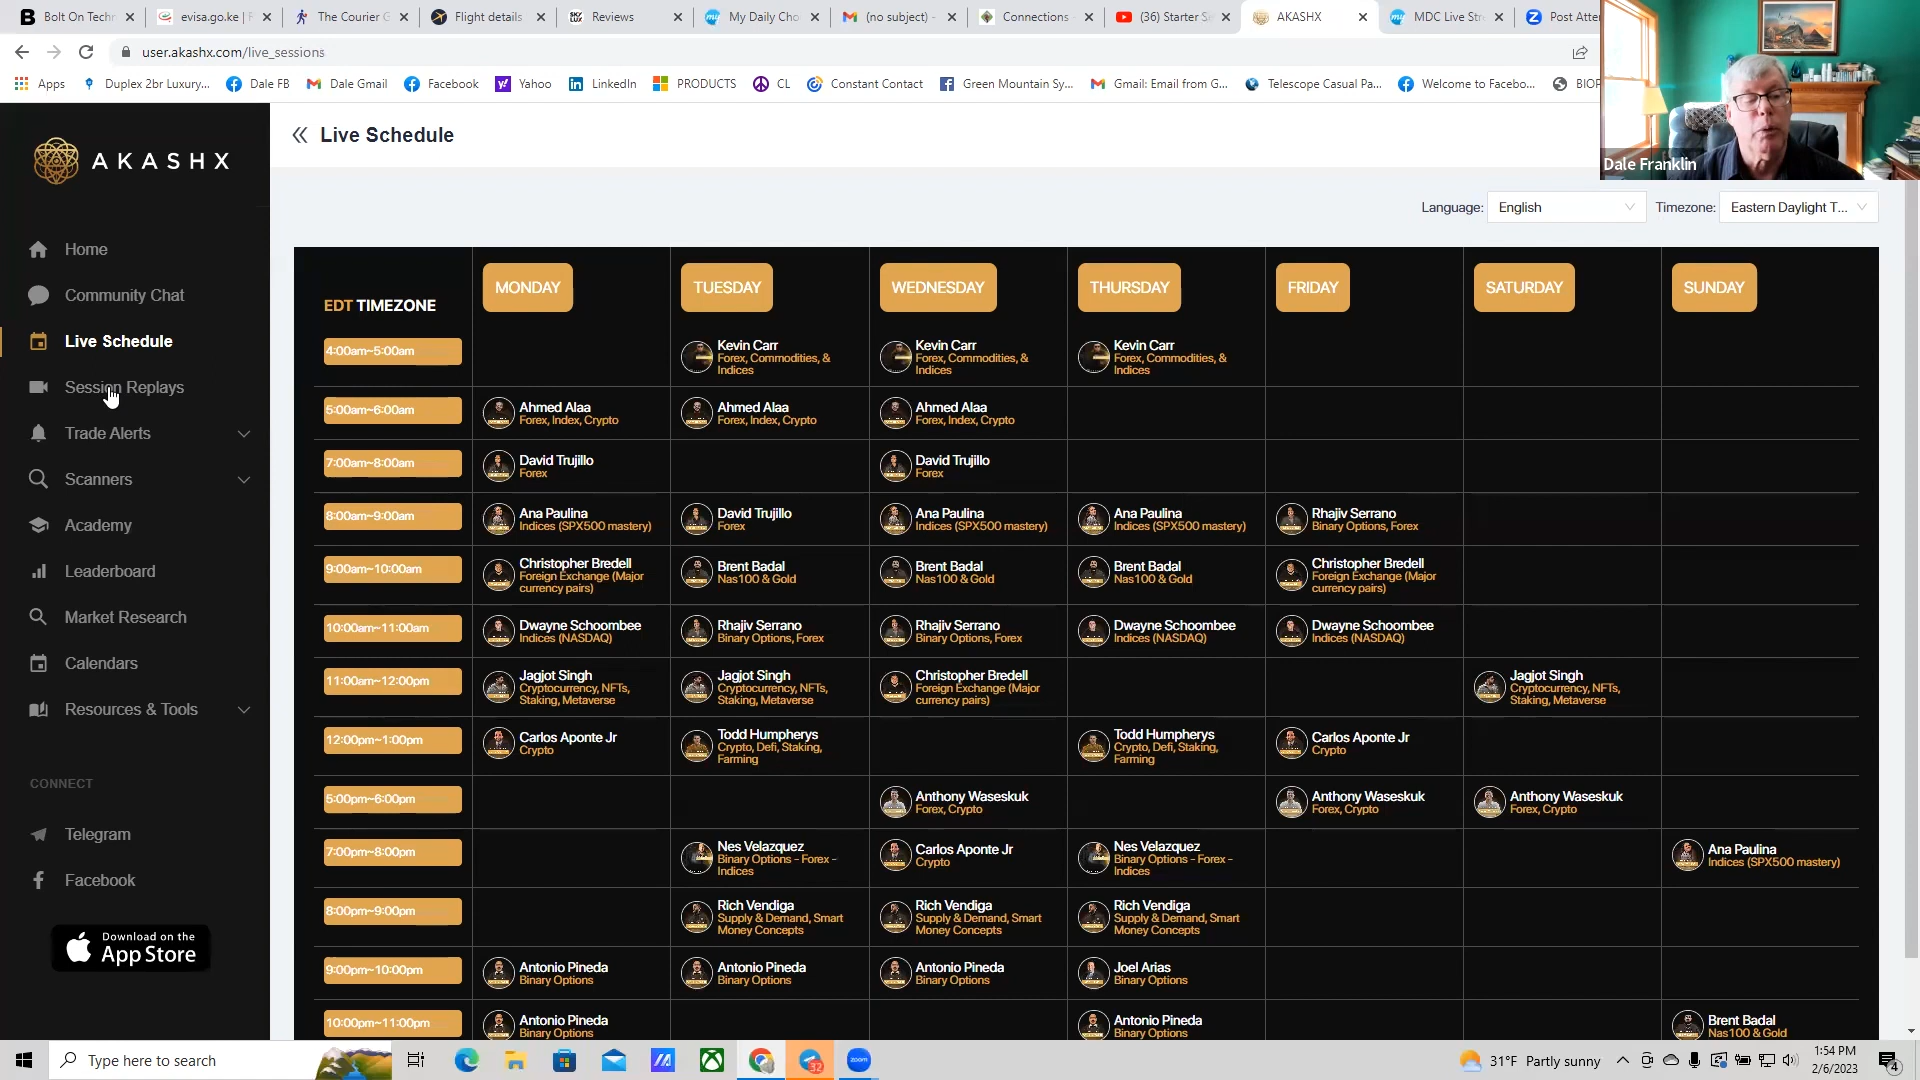 Bolt On Techn
evisa.go.ke | F
The Courier G
Flight details
Reviews
My Daily Cho
(no subject) -
Connections -
(36) Starter Si
AKASHX
MDC Live Str
Post Atte
user.akashx.com/live_sessions
Apps
Duplex 2br Luxury...
Dale FB
Dale Gmail
Facebook
Yahoo
LinkedIn
PRODUCTS
CL
Constant Contact
Green Mountain Sy...
Gmail: Email from G...
Telescope Casual Pa...
Welcome to Facebo...
BIOP
Dale Franklin
AKASHX
Live Schedule
Language:
English
Timezone:
Eastern Daylight T...
Home
Community Chat
Live Schedule
Session Replays
Trade Alerts
Scanners
Academy
Leaderboard
Market Research
Calendars
Resources & Tools
CONNECT
Telegram
Facebook
Download on the
App Store
EDT TIMEZONE
MONDAY
TUESDAY
WEDNESDAY
THURSDAY
FRIDAY
SATURDAY
SUNDAY
4:00am~5:00am
Kevin Carr
Forex, Commodities, &
Indices
Kevin Carr
Forex, Commodities, &
Indices
Kevin Carr
Forex, Commodities, &
Indices
5:00am~6:00am
Ahmed Alaa
Forex, Index, Crypto
Ahmed Alaa
Forex, Index, Crypto
Ahmed Alaa
Forex, Index, Crypto
7:00am~8:00am
David Trujillo
Forex
David Trujillo
Forex
8:00am~9:00am
Ana Paulina
Indices (SPX500 mastery)
David Trujillo
Forex
Ana Paulina
Indices (SPX500 mastery)
Ana Paulina
Indices (SPX500 mastery)
Rhajiv Serrano
Binary Options, Forex
9:00am~10:00am
Christopher Bredell
Foreign Exchange (Major
currency pairs)
Brent Badal
Nas100 & Gold
Brent Badal
Nas100 & Gold
Brent Badal
Nas100 & Gold
Christopher Bredell
Foreign Exchange (Major
currency pairs)
10:00am~11:00am
Dwayne Schoombee
Indices (NASDAQ)
Rhajiv Serrano
Binary Options, Forex
Rhajiv Serrano
Binary Options, Forex
Dwayne Schoombee
Indices (NASDAQ)
Dwayne Schoombee
Indices (NASDAQ)
11:00am~12:00pm
Jagjot Singh
Cryptocurrency, NFTs,
Staking, Metaverse
Jagjot Singh
Cryptocurrency, NFTs,
Staking, Metaverse
Christopher Bredell
Foreign Exchange (Major
currency pairs)
Jagjot Singh
Cryptocurrency, NFTs,
Staking, Metaverse
12:00pm~1:00pm
Carlos Aponte Jr
Crypto
Todd Humpherys
Crypto, Defi, Staking,
Farming
Todd Humpherys
Crypto, Defi, Staking,
Farming
Carlos Aponte Jr
Crypto
5:00pm~6:00pm
Anthony Waseskuk
Forex, Crypto
Anthony Waseskuk
Forex, Crypto
Anthony Waseskuk
Forex, Crypto
7:00pm~8:00pm
Nes Velazquez
Binary Options - Forex -
Indices
Carlos Aponte Jr
Crypto
Nes Velazquez
Binary Options - Forex -
Indices
Ana Paulina
Indices (SPX500 mastery)
8:00pm~9:00pm
Rich Vendiga
Supply & Demand, Smart
Money Concepts
Rich Vendiga
Supply & Demand, Smart
Money Concepts
Rich Vendiga
Supply & Demand, Smart
Money Concepts
9:00pm~10:00pm
Antonio Pineda
Binary Options
Antonio Pineda
Binary Options
Antonio Pineda
Binary Options
Joel Arias
Binary Options
10:00pm~11:00pm
Antonio Pineda
Binary Options
Antonio Pineda
Binary Options
Brent Badal
Nas100 & Gold
Type here to search
32
zoom
31°F Partly sunny
1:54 PM
2/6/2023
4